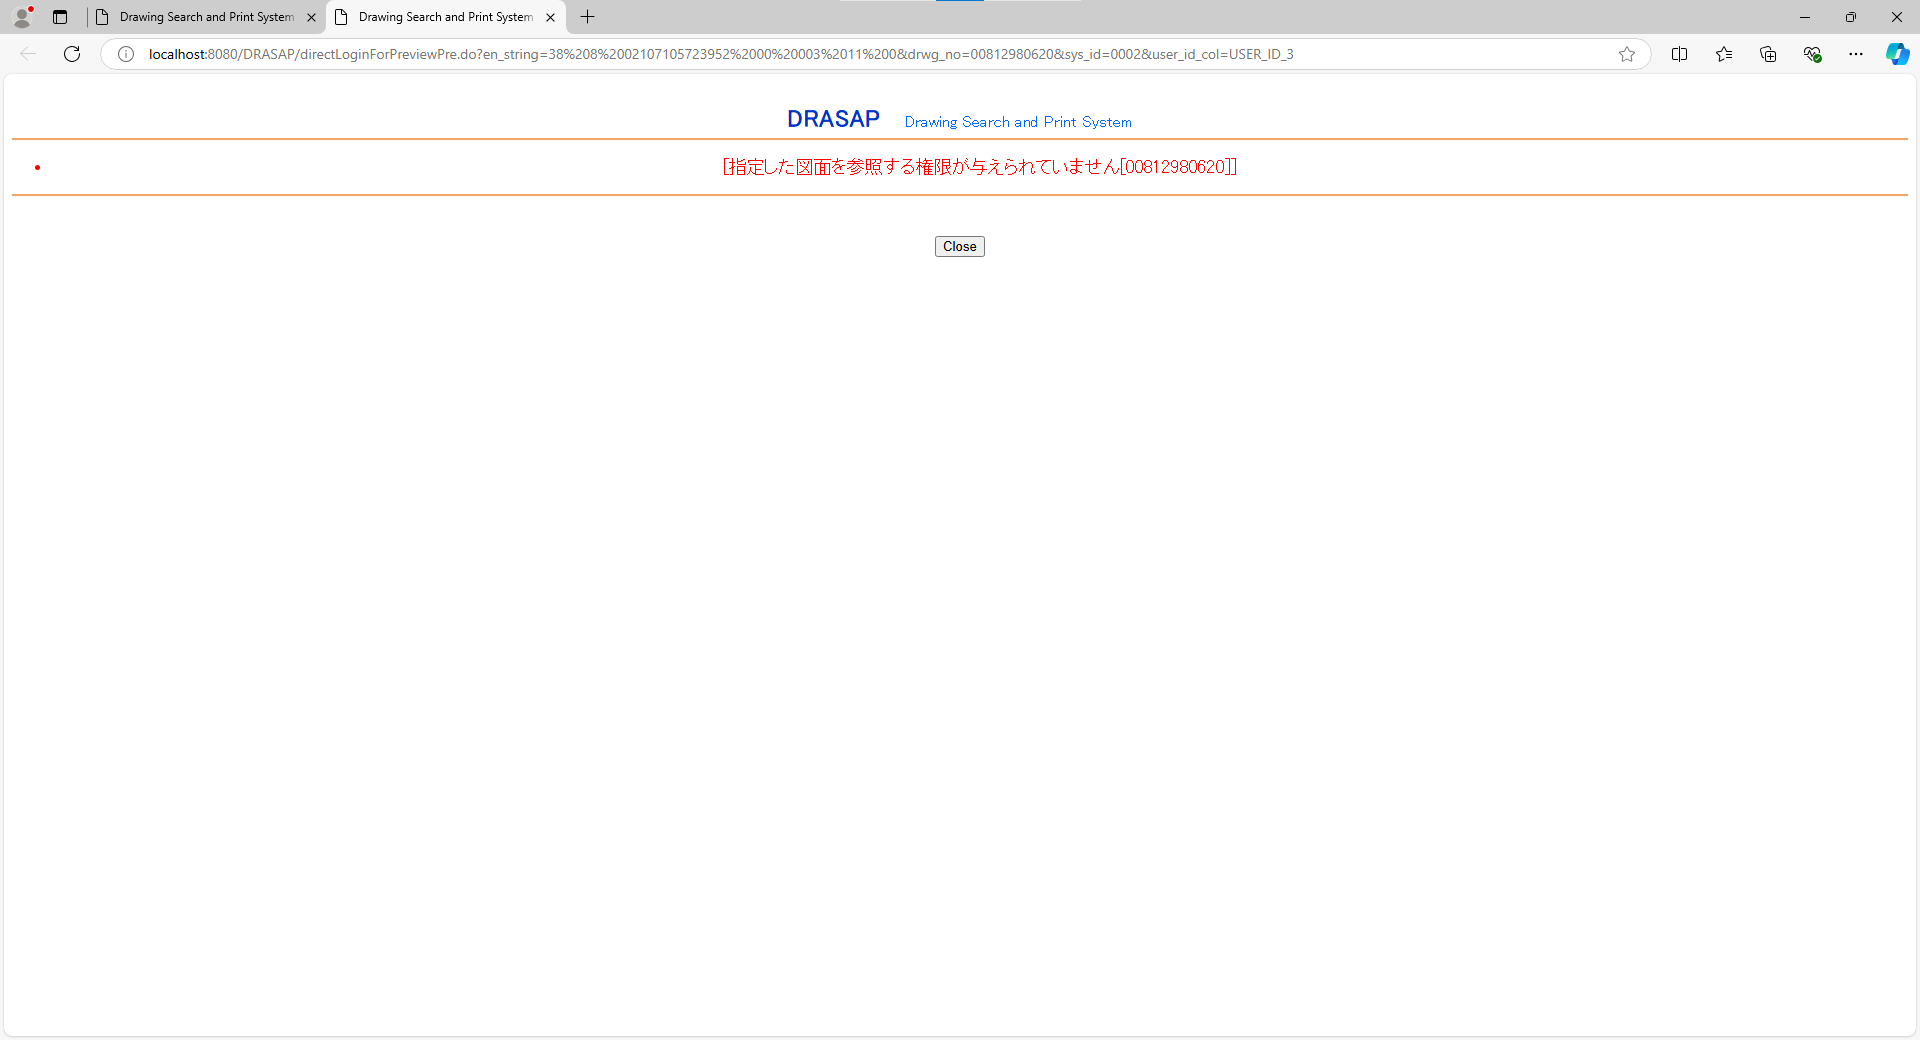 Drawing Search and Print System
Drawing Search and Print System
localhost:8080/DRASAP/directLoginForPreviewPre.do?en_string=38%208%2002107105723952%2000%20003%2011%200&drwg_no=00812980620&sys_id=0002&user_id_col=USER_ID_3
DRASAP Drawing Search and Print System
[指定した図面を参照する権限が与えられていません[00812980620]]
Close